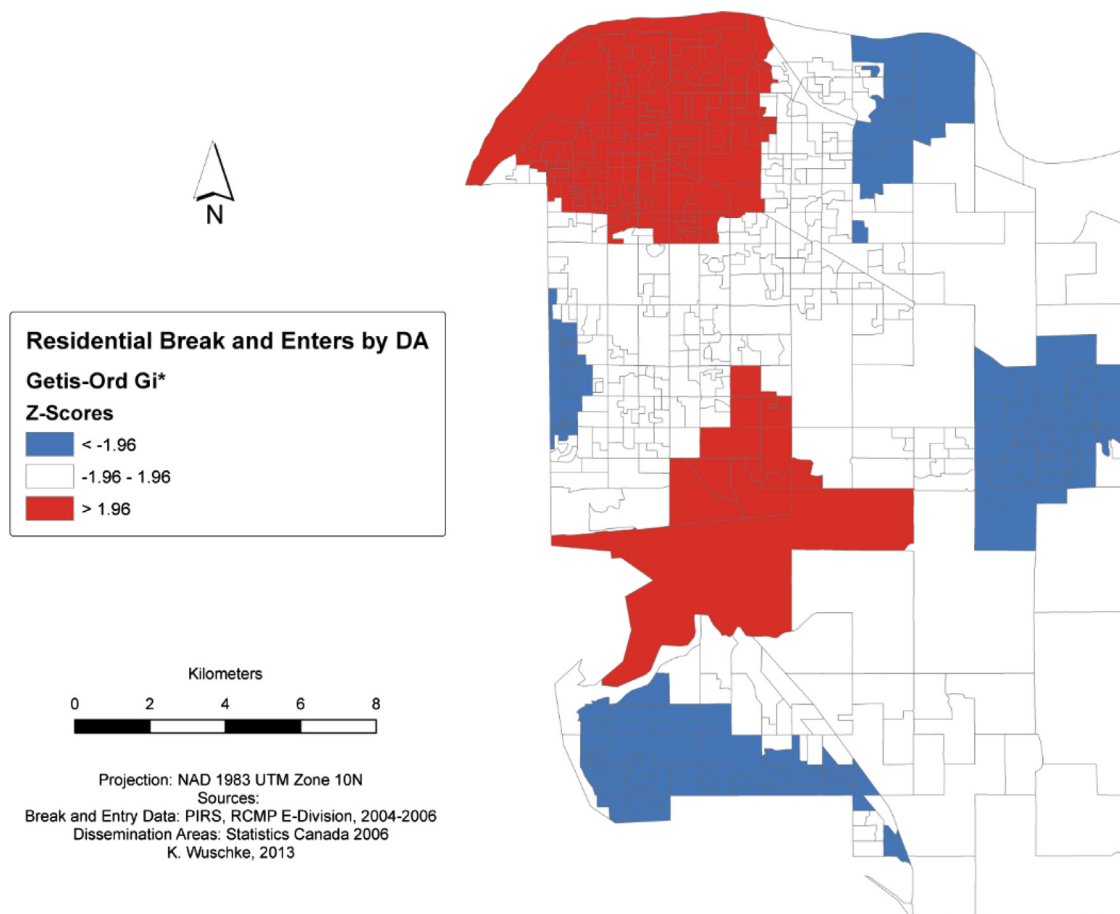 N
Residential Break and Enters by DA
Getis-Ord Gi*
Z-Scores
< -1.96
-1.96 - 1.96
> 1.96
Kilometers
0 2 4 6 8
Projection: NAD 1983 UTM Zone 10N
Sources:
Break and Entry Data: PIRS, RCMP E-Division, 2004-2006
Dissemination Areas: Statistics Canada 2006
K. Wuschke, 2013